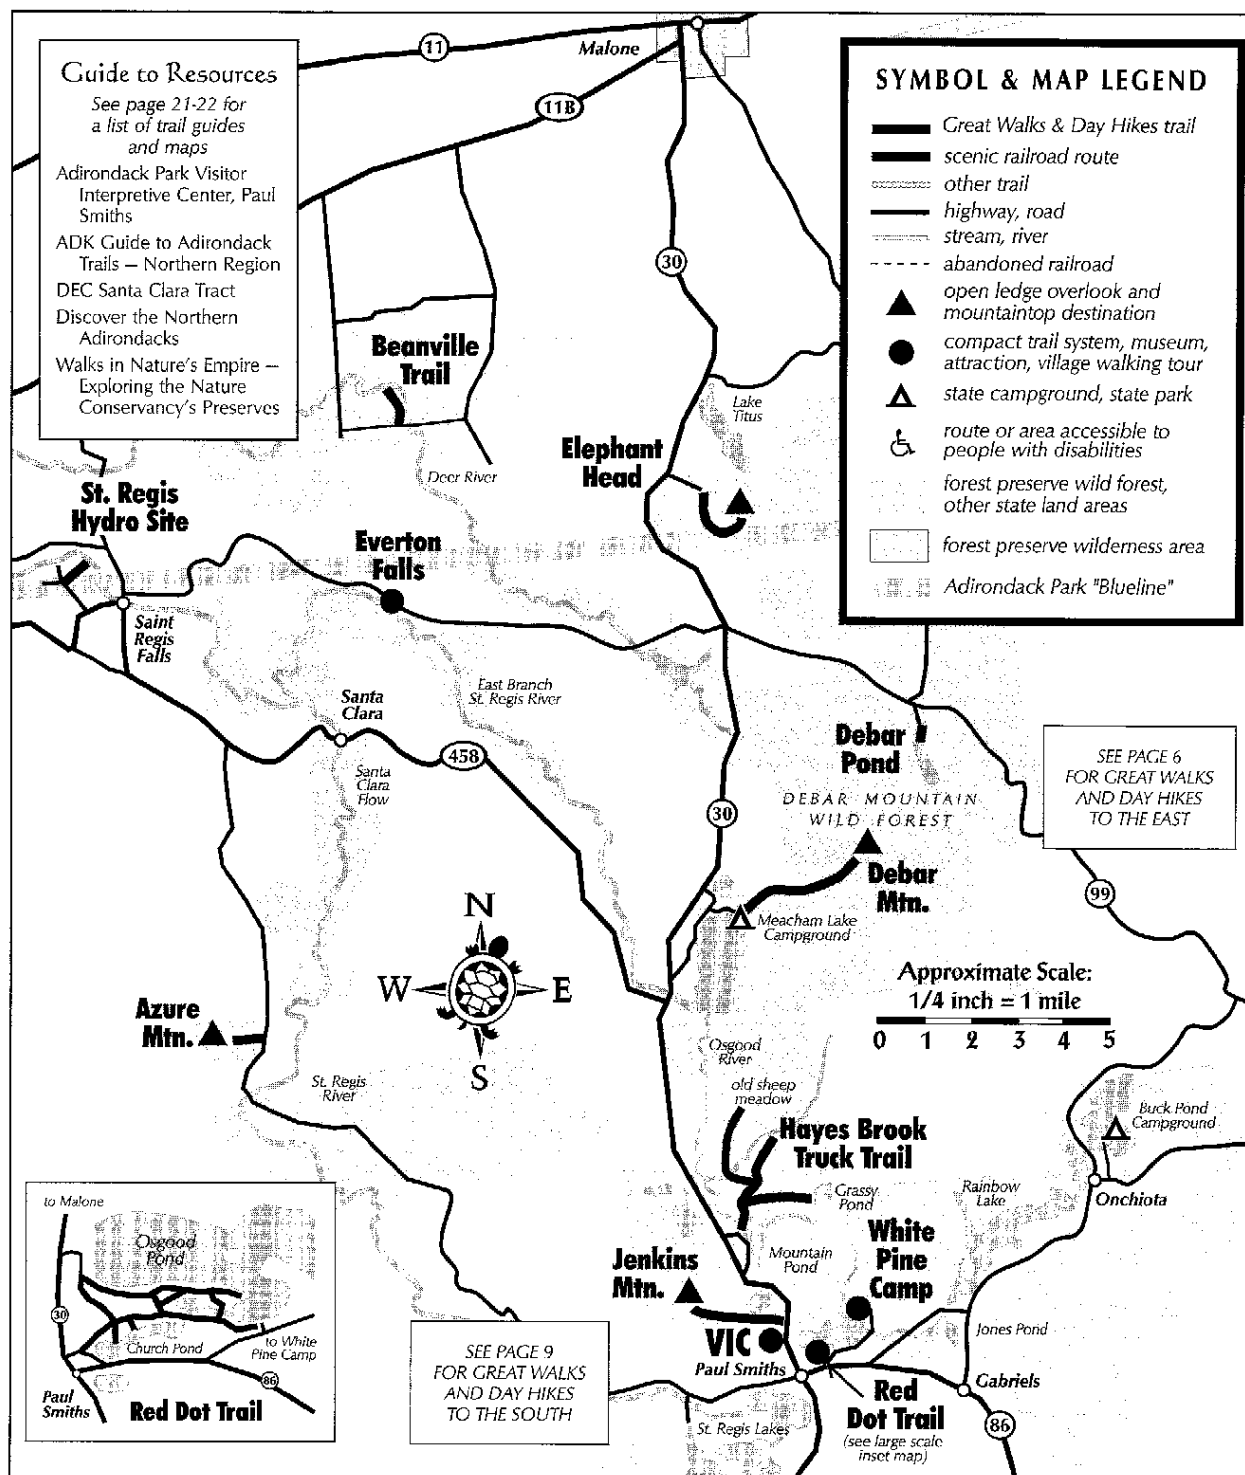 Guide to Resources
See page 21-22 for
a list of trail guides
and maps
Adirondack Park Visitor
Interpretive Center, Paul
Smiths
ADK Guide to Adirondack
Trails – Northern Region
DEC Santa Clara Tract
Discover the Northern
Adirondacks
Walks in Nature's Empire –
Exploring the Nature
Conservancy's Preserves
11
Malone
11B
30
SYMBOL & MAP LEGEND
Great Walks & Day Hikes trail
scenic railroad route
other trail
highway, road
stream, river
abandoned railroad
open ledge overlook and
mountaintop destination
compact trail system, museum,
attraction, village walking tour
state campground, state park
route or area accessible to
people with disabilities
forest preserve wild forest,
other state land areas
forest preserve wilderness area
Adirondack Park "Blueline"
Beanville
Trail
Lake
Titus
Elephant
Head
Deer River
St. Regis
Hydro Site
Everton
Falls
Saint
Regis
Falls
East Branch
St. Regis River
Santa
Clara
458
Santa
Clara
Flow
Debar
Pond
DEBAR MOUNTAIN
WILD FOREST
30
SEE PAGE 6
FOR GREAT WALKS
AND DAY HIKES
TO THE EAST
Debar
Mtn.
99
Meacham Lake
Campground
N
W
E
S
Approximate Scale:
1/4 inch = 1 mile
0 1 2 3 4 5
Azure
Mtn.
Osgood
River
St. Regis
River
old sheep
meadow
Hayes Brook
Truck Trail
Buck Pond
Campground
Grassy
Pond
Rainbow
Lake
Onchiota
White
Pine
Camp
Mountain
Pond
Jenkins
Mtn.
VIC
Paul Smiths
Jones Pond
Gabriels
Red
Dot Trail
(see large scale
inset map)
86
St. Regis Lakes
SEE PAGE 9
FOR GREAT WALKS
AND DAY HIKES
TO THE SOUTH
to Malone
Osgood
Pond
30
Church Pond
to White
Pine Camp
86
Paul
Smiths
Red Dot Trail